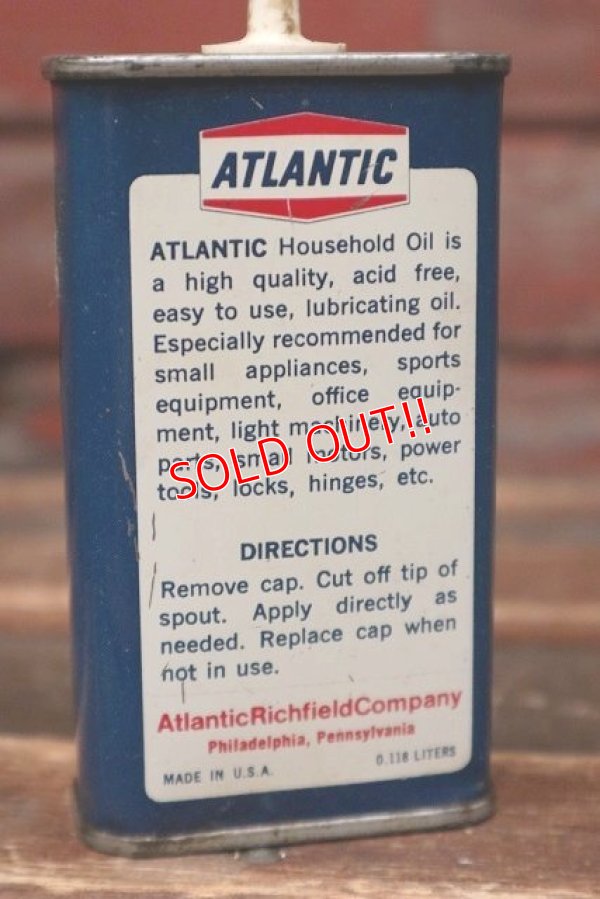 ATLANTIC
ATLANTIC Household Oil is
a high quality, acid free,
easy to use, lubricating oil.
Especially recommended for
small appliances, sports
equipment, office equip-
ment, light machinery, auto
parts, small motors, power
tools, locks, hinges, etc.
SOLD OUT!!
DIRECTIONS
Remove cap. Cut off tip of
spout. Apply directly as
needed. Replace cap when
not in use.
AtlanticRichfieldCompany
Philadelphia, Pennsylvania
MADE IN U.S.A. 0.118 LITERS